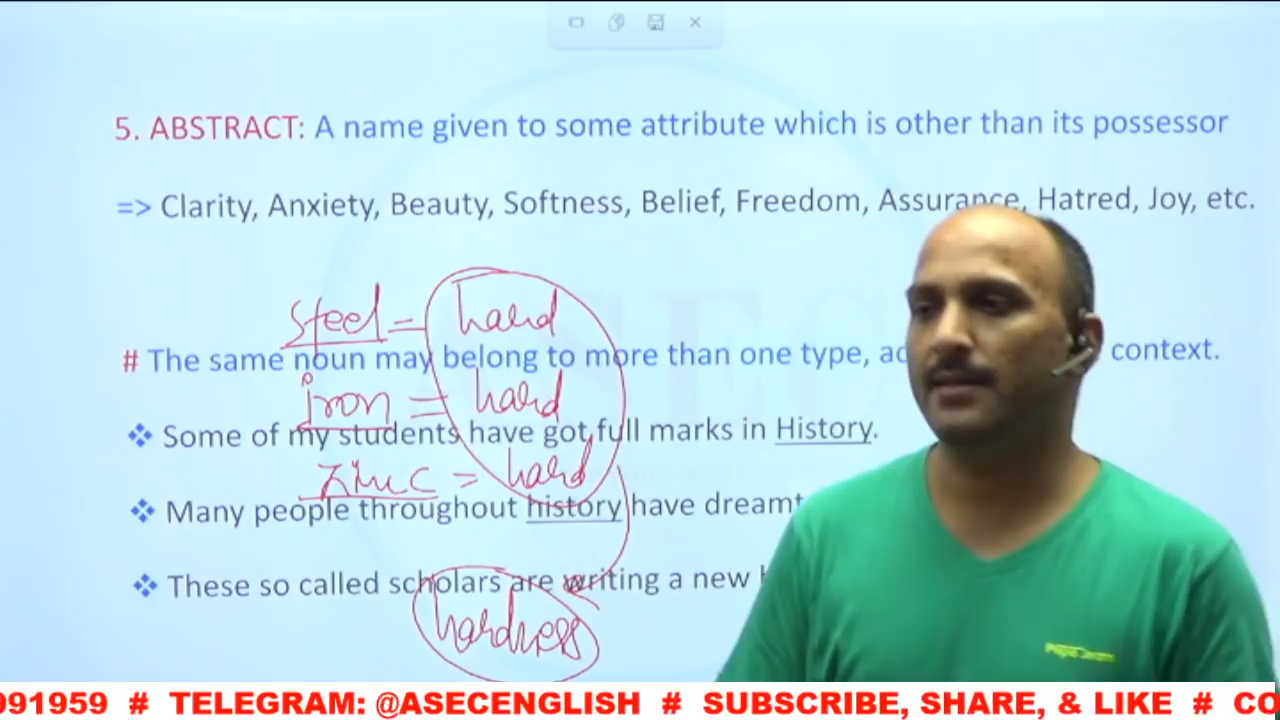 5. ABSTRACT: A name given to some attribute which is other than its possessor
=> Clarity, Anxiety, Beauty, Softness, Belief, Freedom, Assurance, Hatred, Joy, etc.
steel = hard
# The same noun may belong to more than one type, context.
iron = hard
❖ Some of my students have got full marks in History.
zinc = hard
❖ Many people throughout history have dreamt
❖ These so called scholars are writing a new
hardness
991959 # TELEGRAM: @ASECENGLISH # SUBSCRIBE, SHARE, & LIKE # CO